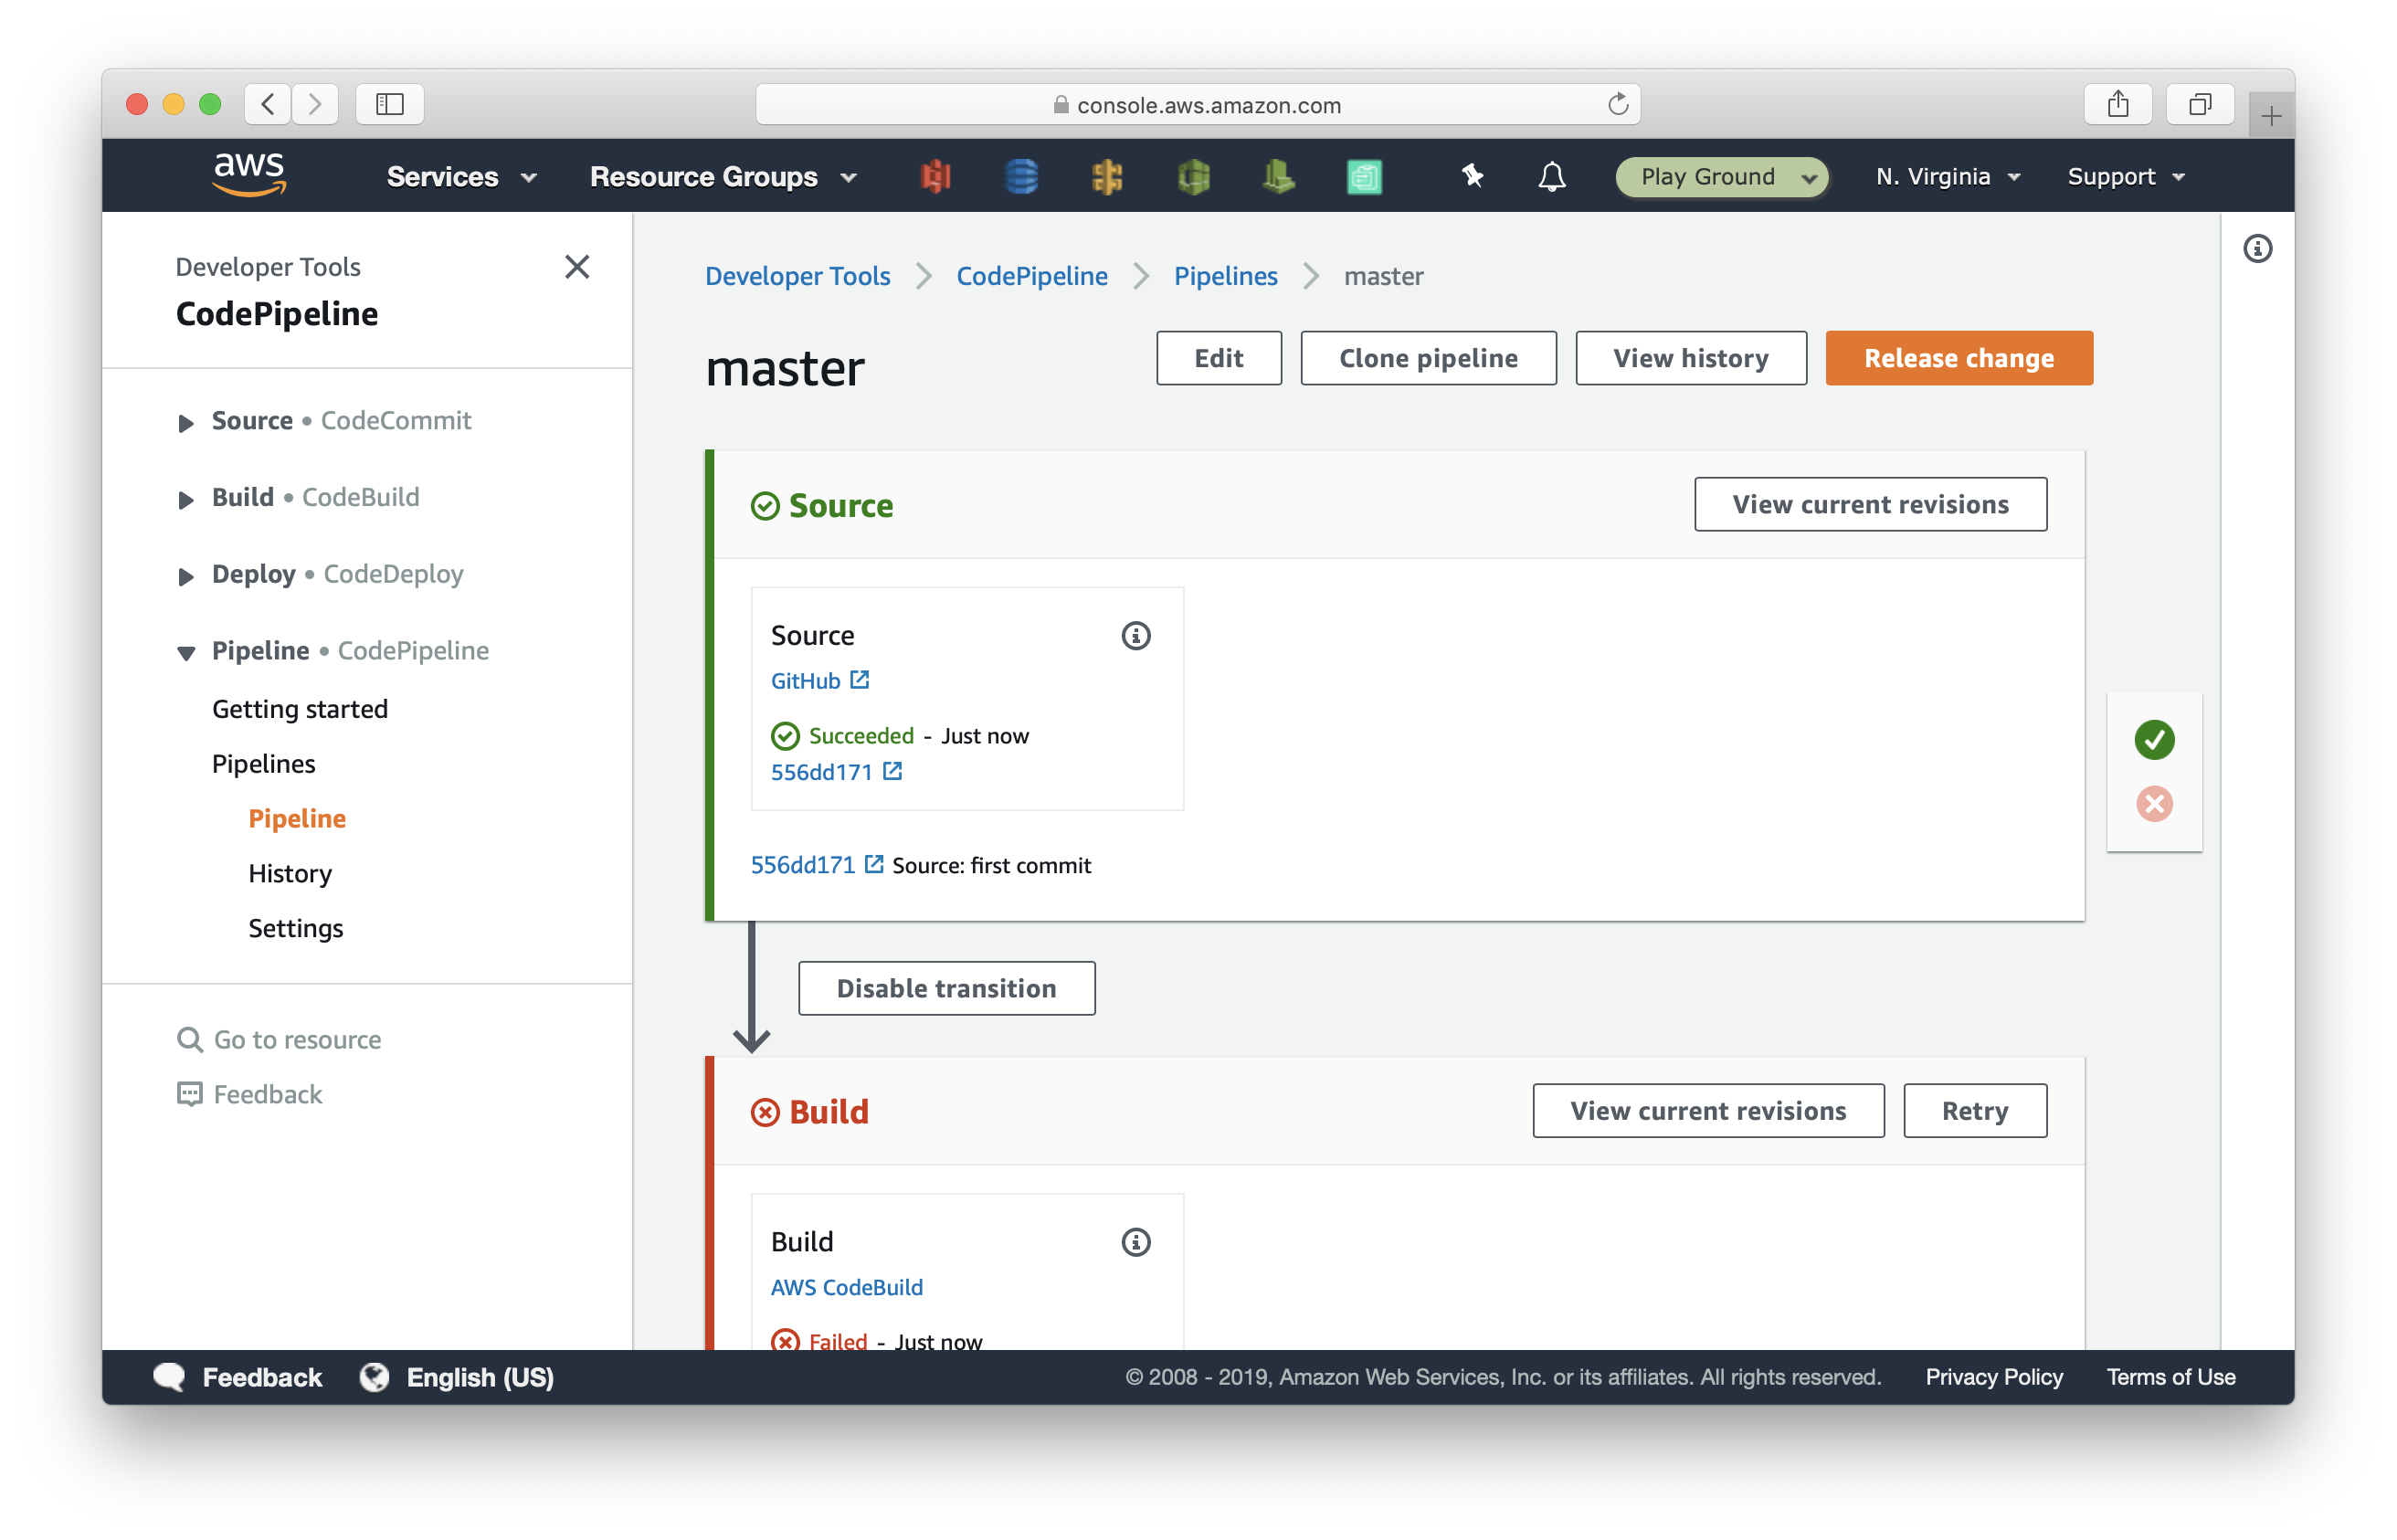 console.aws.amazon.com
aws Services Resource Groups Play Ground N. Virginia Support
Developer Tools
CodePipeline
Source • CodeCommit
Build • CodeBuild
Deploy • CodeDeploy
Pipeline • CodePipeline
Getting started
Pipelines
Pipeline
History
Settings
Go to resource
Feedback
Developer Tools CodePipeline Pipelines master
master
Edit Clone pipeline View history Release change
Source View current revisions
Source
GitHub
Succeeded - Just now
556dd171
556dd171 Source: first commit
Disable transition
Build View current revisions Retry
Build
AWS CodeBuild
Failed - Just now
Feedback English (US) © 2008 - 2019, Amazon Web Services, Inc. or its affiliates. All rights reserved. Privacy Policy Terms of Use